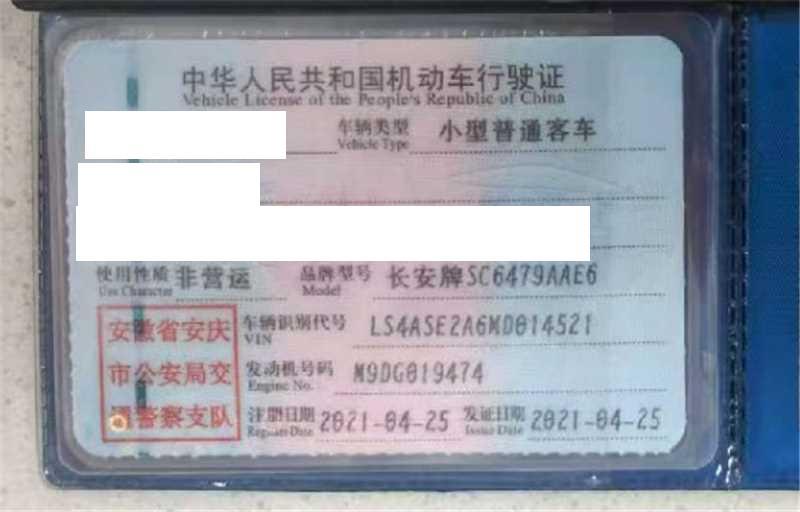 中华人民共和国机动车行驶证
Vehicle License of the People's Republic of China
车辆类型 小型普通客车
Vehicle Type
使用性质 非营运 品牌型号 长安牌SC6479AAE6
Use Character Model
安徽省安庆 车辆识别代号 LS4ASE2A6MD014521
VIN
市公安局交 发动机号码 M9DG019474
Engine No.
通警察支队 注册日期 2021-04-25 发证日期 2021-04-25
Register Date Issue Date